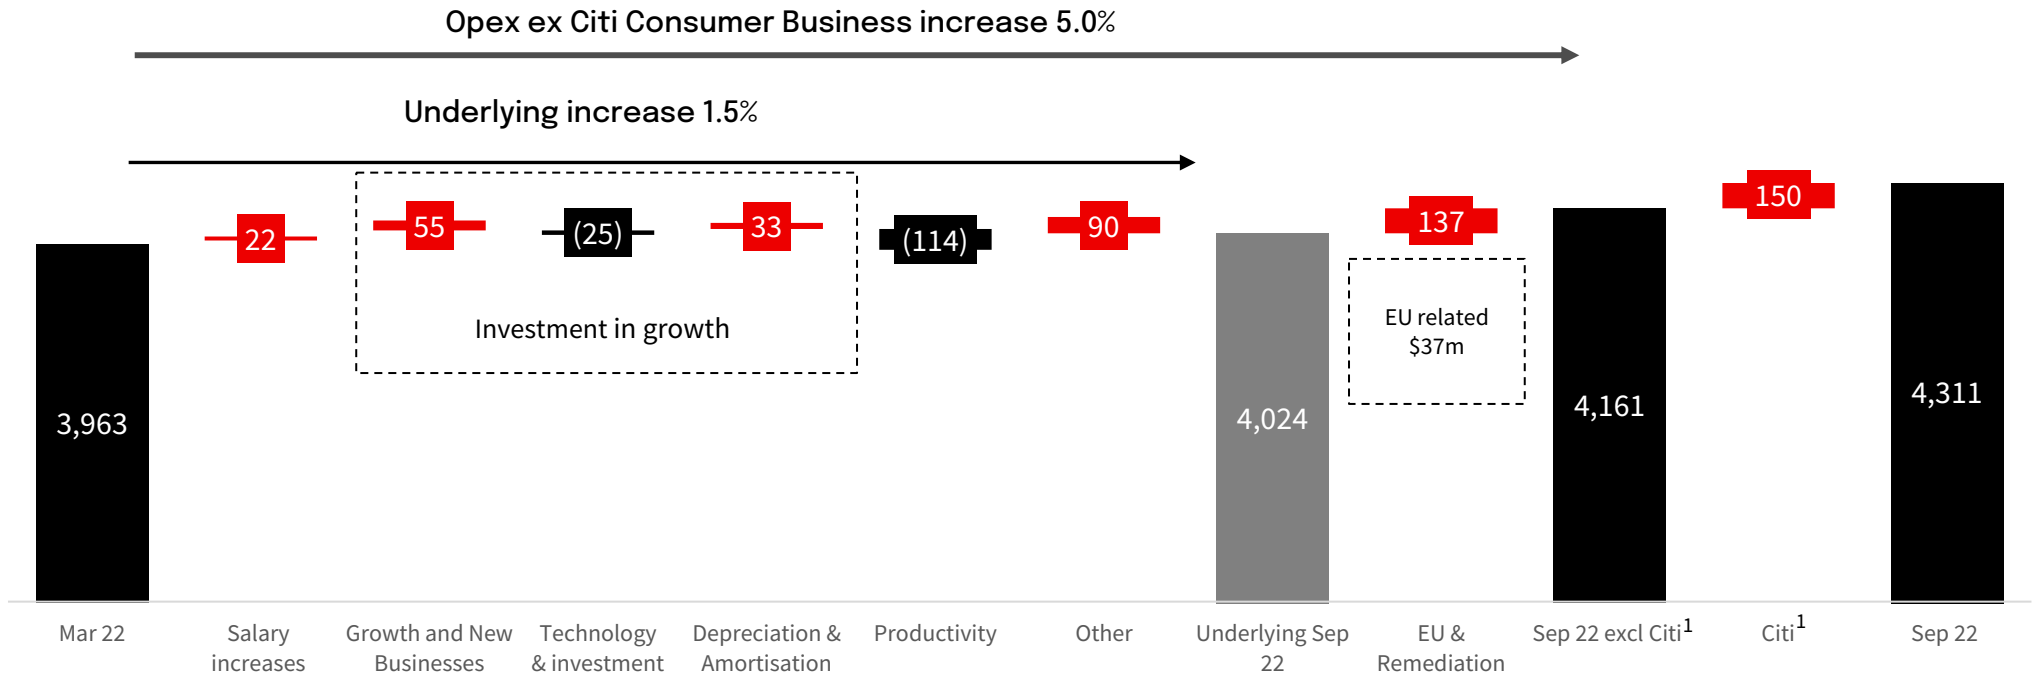 Opex ex Citi Consumer Business increase 5.0%
Underlying increase 1.5%
3,963
22
55
(25)
33
(114)
90
4,024
137
4,161
150
4,311
Investment in growth
EU related
$37m
Mar 22
Salary
increases
Growth and New
Businesses
Technology
& investment
Depreciation &
Amortisation
Productivity
Other
Underlying Sep
22
EU &
Remediation
Sep 22 excl Citi1
Citi1
Sep 22